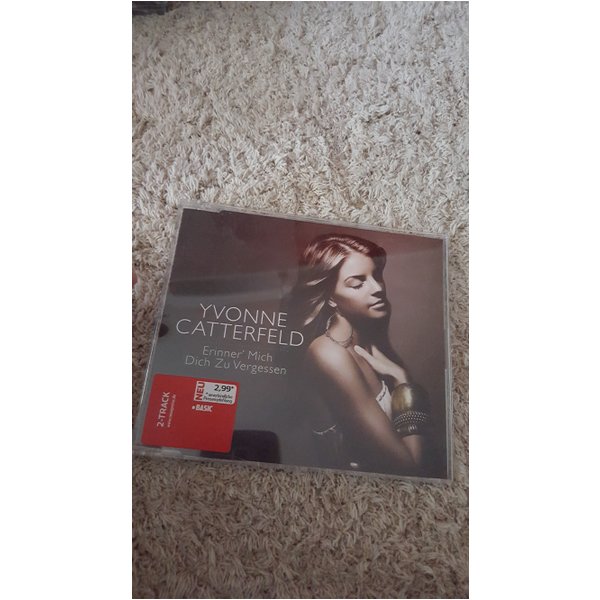 YVONNE
CATTERFELD
Erinner' Mich
Dich Zu Vergessen
2-TRACK
NEU
2,99*
BASIC